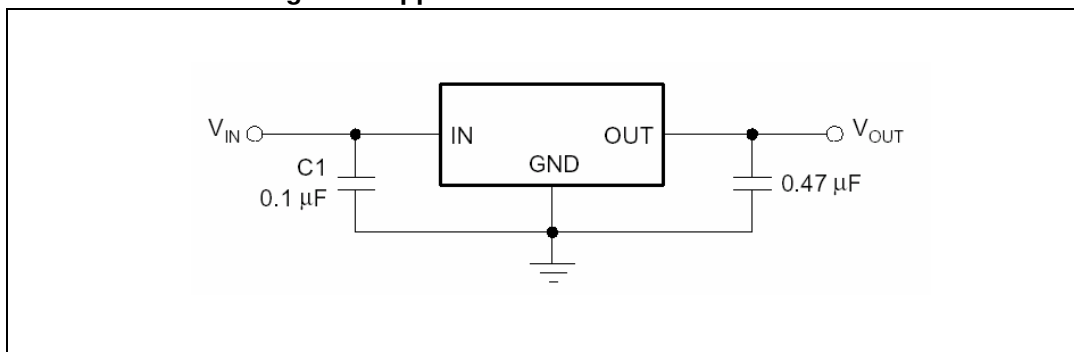 V_IN
IN
OUT
V_OUT
GND
C1
0.1 μF
0.47 μF